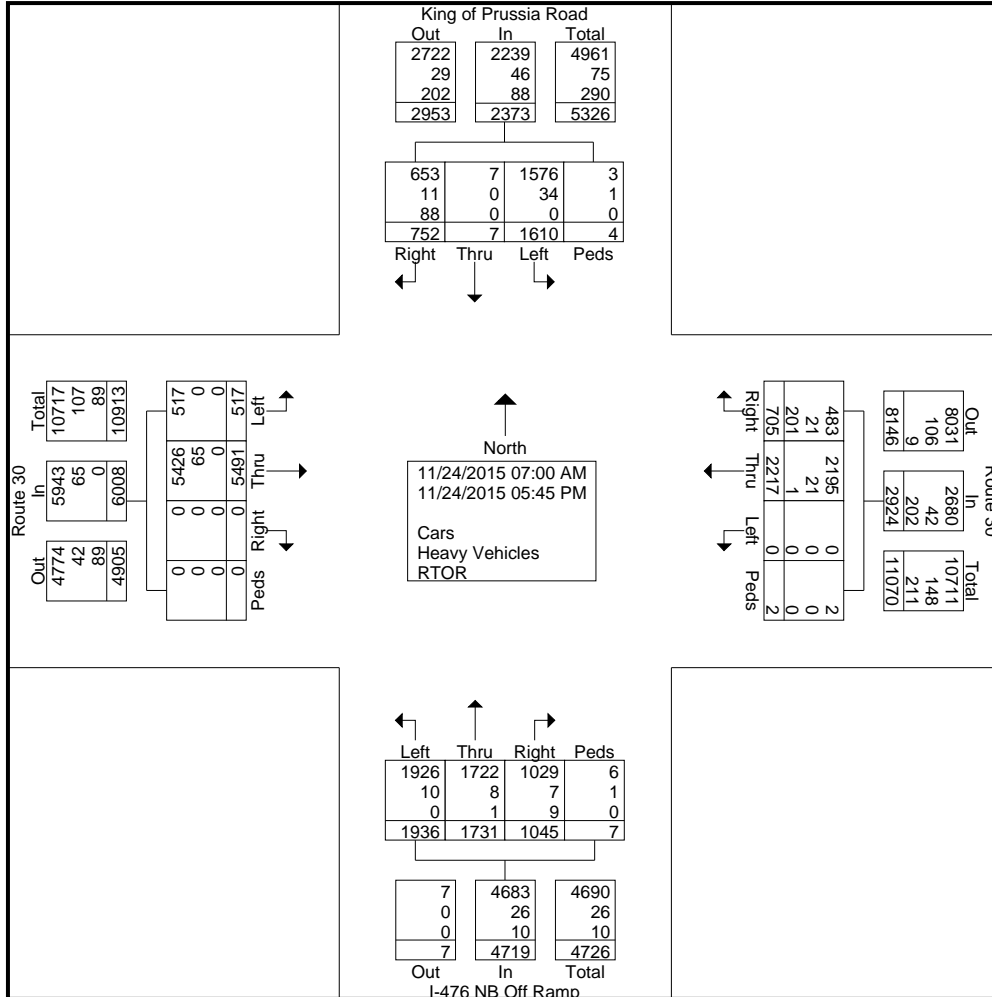 King of Prussia Road
Out In Total
2722 2239 4961
29 46 75
202 88 290
2953 2373 5326
653 7 1576 3
11 0 34 1
88 0 0 0
752 7 1610 4
Right Thru Left Peds
Route 30
Total
10717
107
89
10913
In
5943
65
0
6008
Out
4774
42
89
4905
Left
517
0
0
517
Thru
5426
65
0
5491
Right
0
0
0
0
Peds
0
0
0
0
North
11/24/2015 07:00 AM
11/24/2015 05:45 PM
Cars
Heavy Vehicles
RTOR
Right
483
21
201
705
Thru
2195
21
1
2217
Left
0
0
0
0
Peds
2
0
0
2
Route 30
Out
8031
106
9
8146
In
2680
42
202
2924
Total
10711
148
211
11070
Left Thru Right Peds
1926 1722 1029 6
10 8 7 1
0 1 9 0
1936 1731 1045 7
7 4683 4690
0 26 26
0 10 10
7 4719 4726
Out In Total
I-476 NB Off Ramp